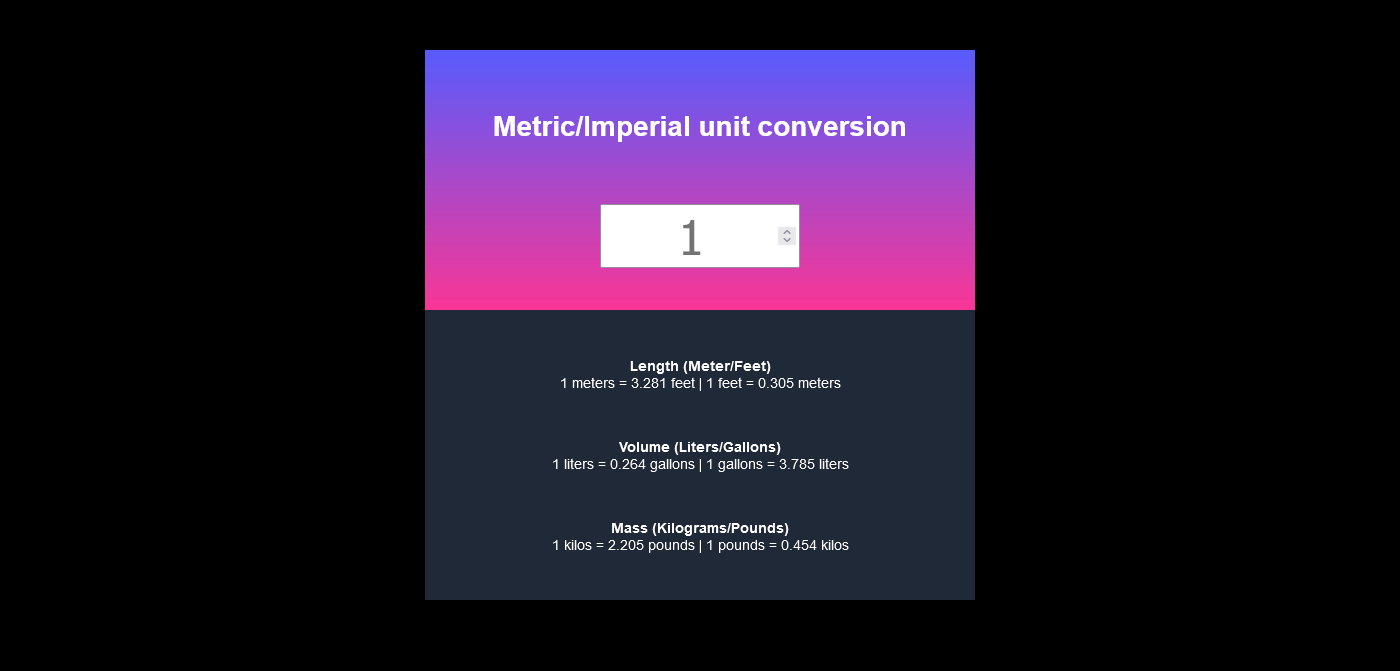 Metric/Imperial unit conversion
1
Length (Meter/Feet)
1 meters = 3.281 feet | 1 feet = 0.305 meters
Volume (Liters/Gallons)
1 liters = 0.264 gallons | 1 gallons = 3.785 liters
Mass (Kilograms/Pounds)
1 kilos = 2.205 pounds | 1 pounds = 0.454 kilos